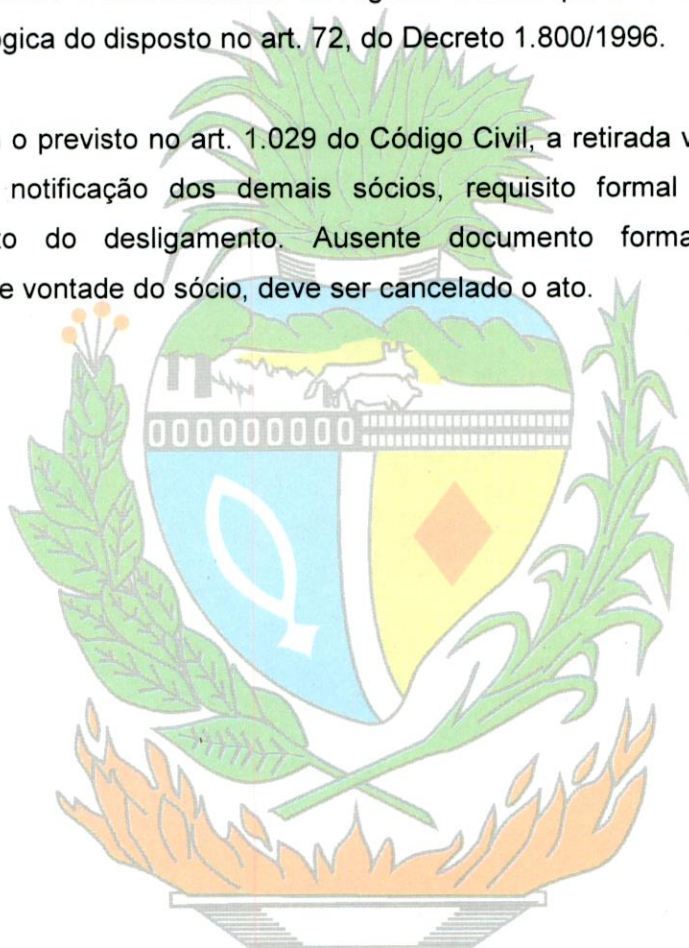 ógica do disposto no art. 72, do Decreto 1.800/1996.
o previsto no art. 1.029 do Código Civil, a retirada v
notificação dos demais sócios, requisito formal
to do desligamento. Ausente documento forma
e vontade do sócio, deve ser cancelado o ato.